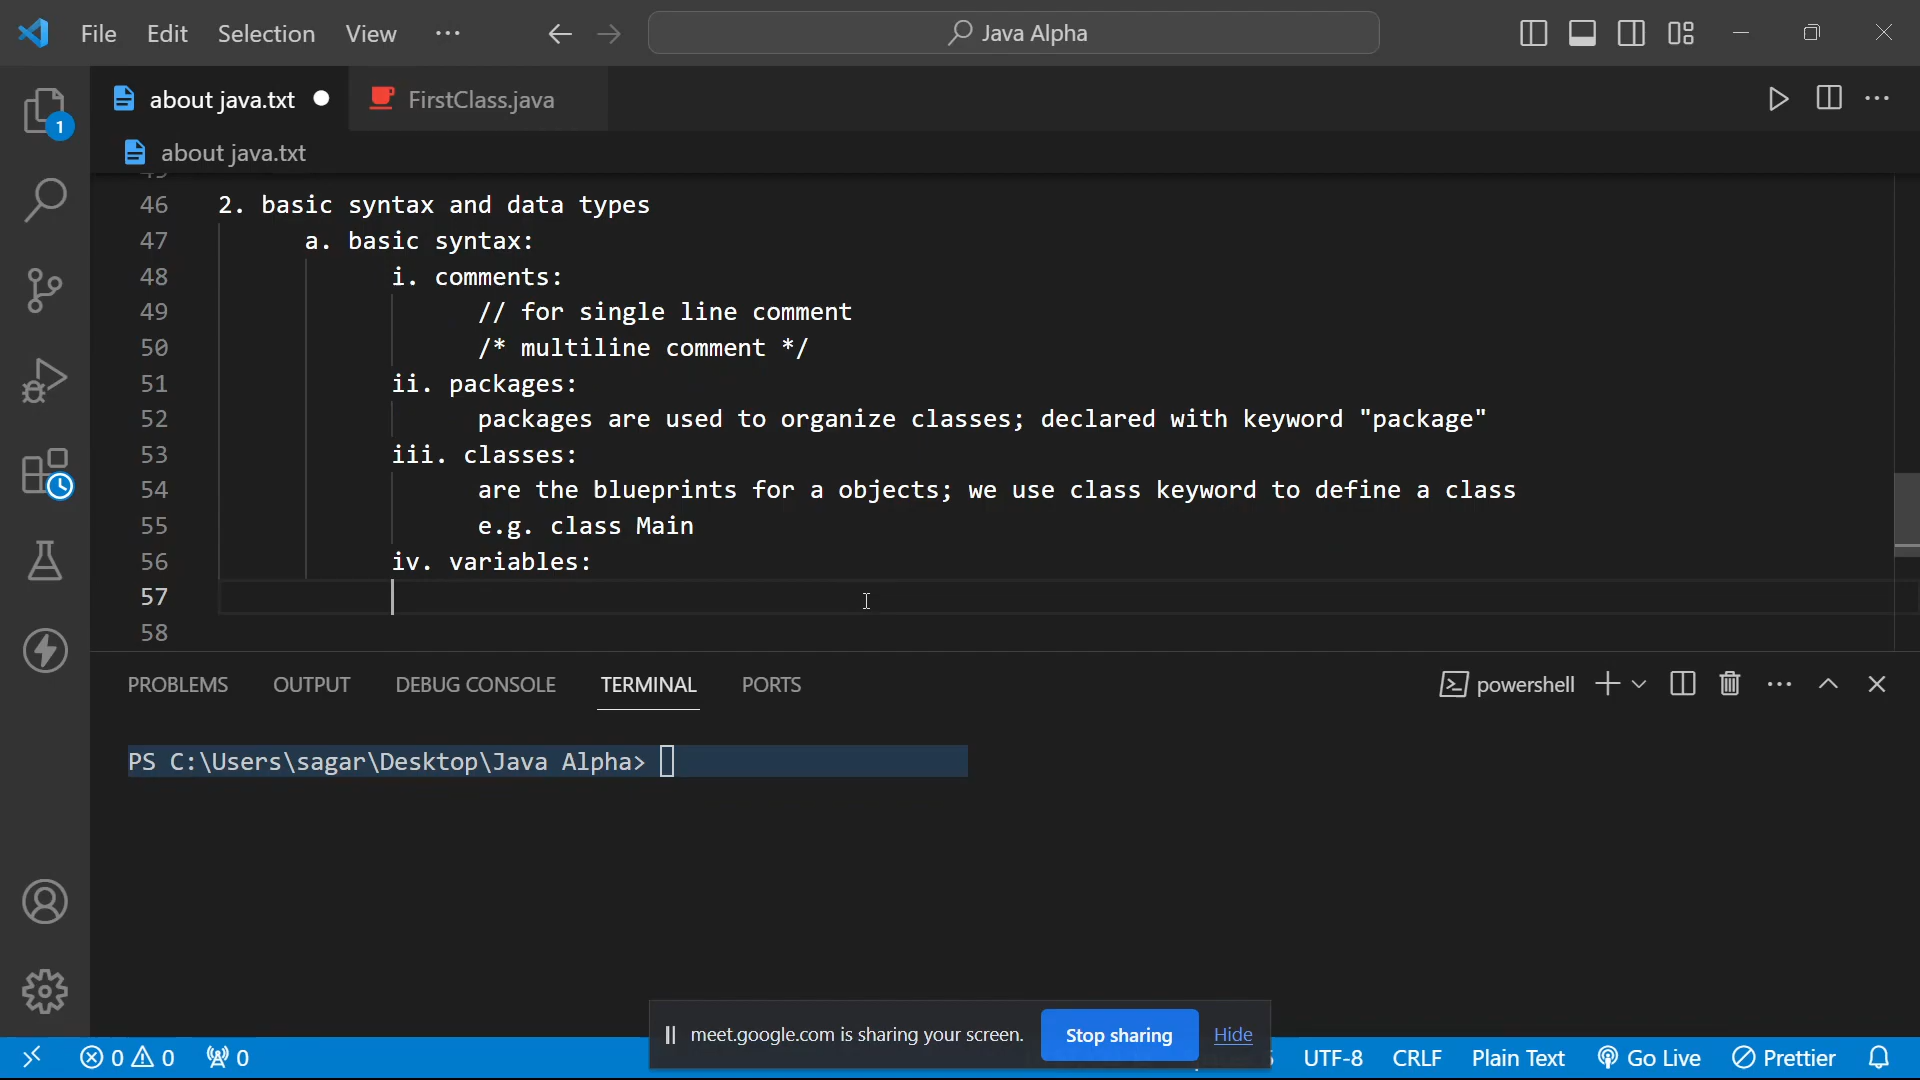 File Edit Selection View ··· Java Alpha
1
about java.txt FirstClass.java
about java.txt
46 2. basic syntax and data types
47 a. basic syntax:
48 i. comments:
49 // for single line comment
50 /* multiline comment */
51 ii. packages:
52 packages are used to organize classes; declared with keyword "package"
53 iii. classes:
54 are the blueprints for a objects; we use class keyword to define a class
55 e.g. class Main
56 iv. variables:
57
58
PROBLEMS OUTPUT DEBUG CONSOLE TERMINAL PORTS powershell
PS C:\Users\sagar\Desktop\Java Alpha>
meet.google.com is sharing your screen. Stop sharing Hide
0 0 0 UTF-8 CRLF Plain Text Go Live Prettier